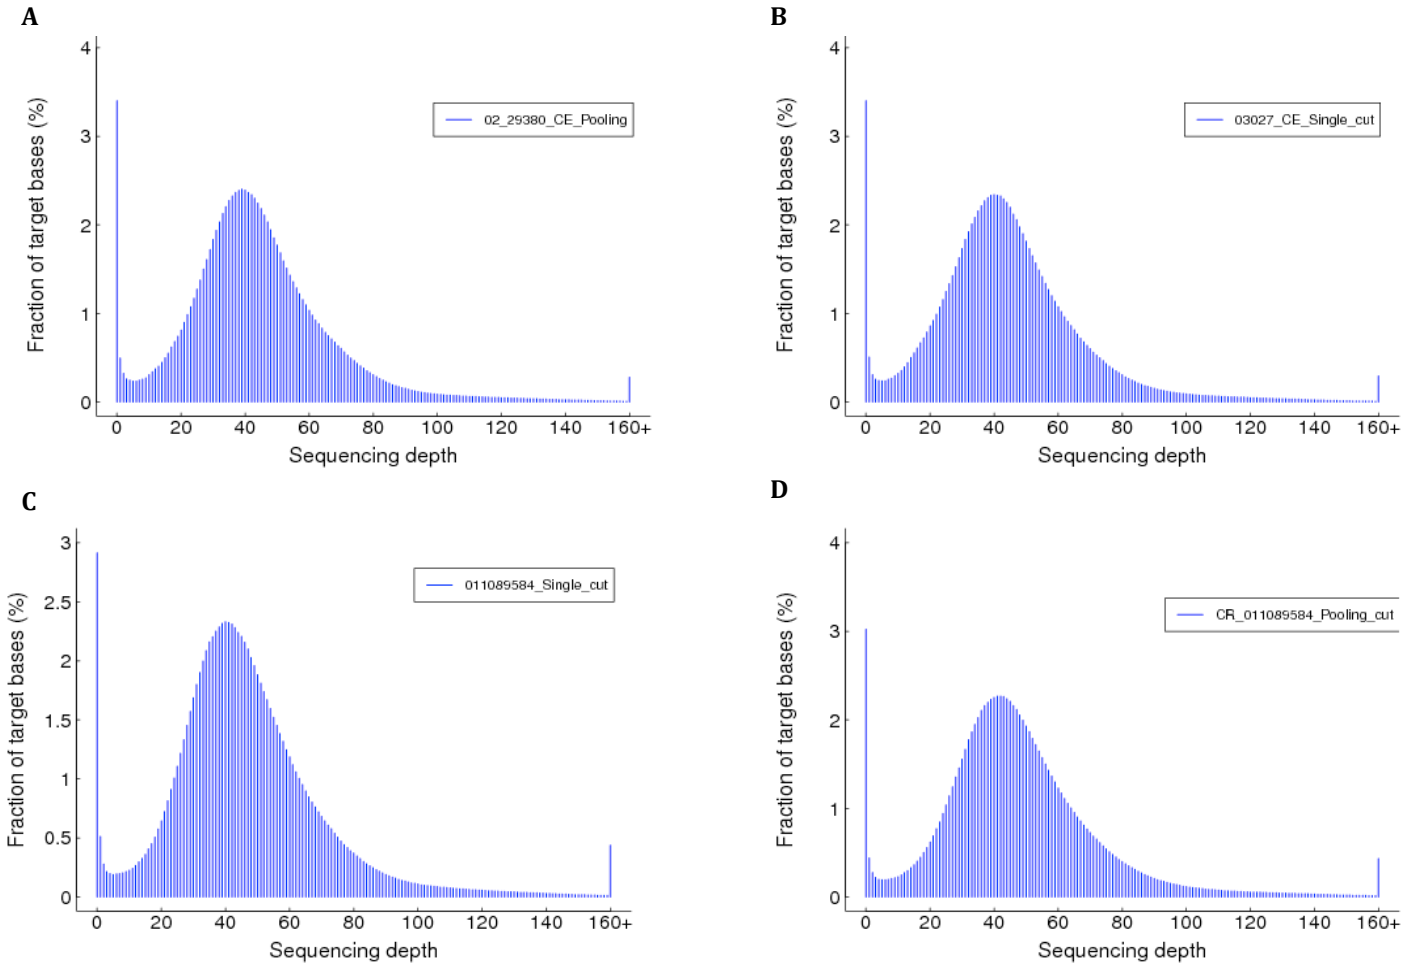 A
Fraction of target bases (%)
4
3
2
1
0
02_29380_CE_Pooling
0 20 40 60 80 100 120 140 160+
Sequencing depth
B
Fraction of target bases (%)
4
3
2
1
0
03027_CE_Single_cut
0 20 40 60 80 100 120 140 160+
Sequencing depth
C
Fraction of target bases (%)
3
2.5
2
1.5
1
0.5
0
011089584_Single_cut
0 20 40 60 80 100 120 140 160+
Sequencing depth
D
Fraction of target bases (%)
4
3
2
1
0
CR_011089584_Pooling_cut
0 20 40 60 80 100 120 140 160+
Sequencing depth